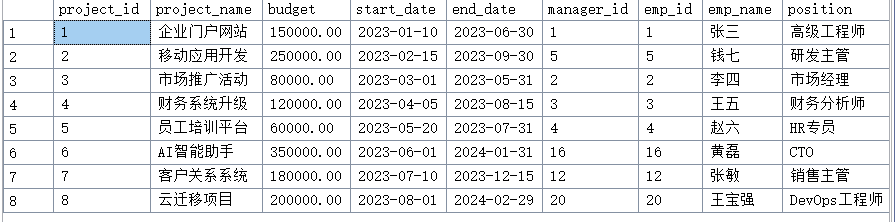 project_id project_name budget start_date end_date manager_id emp_id emp_name position
1 1 企业门户网站 150000.00 2023-01-10 2023-06-30 1 1 张三 高级工程师
2 2 移动应用开发 250000.00 2023-02-15 2023-09-30 5 5 钱七 研发主管
3 3 市场推广活动 80000.00 2023-03-01 2023-05-31 2 2 李四 市场经理
4 4 财务系统升级 120000.00 2023-04-05 2023-08-15 3 3 王五 财务分析师
5 5 员工培训平台 60000.00 2023-05-20 2023-07-31 4 4 赵六 HR专员
6 6 AI智能助手 350000.00 2023-06-01 2024-01-31 16 16 黄磊 CTO
7 7 客户关系系统 180000.00 2023-07-10 2023-12-15 12 12 张敏 销售主管
8 8 云迁移项目 200000.00 2023-08-01 2024-02-29 20 20 王宝强 DevOps工程师